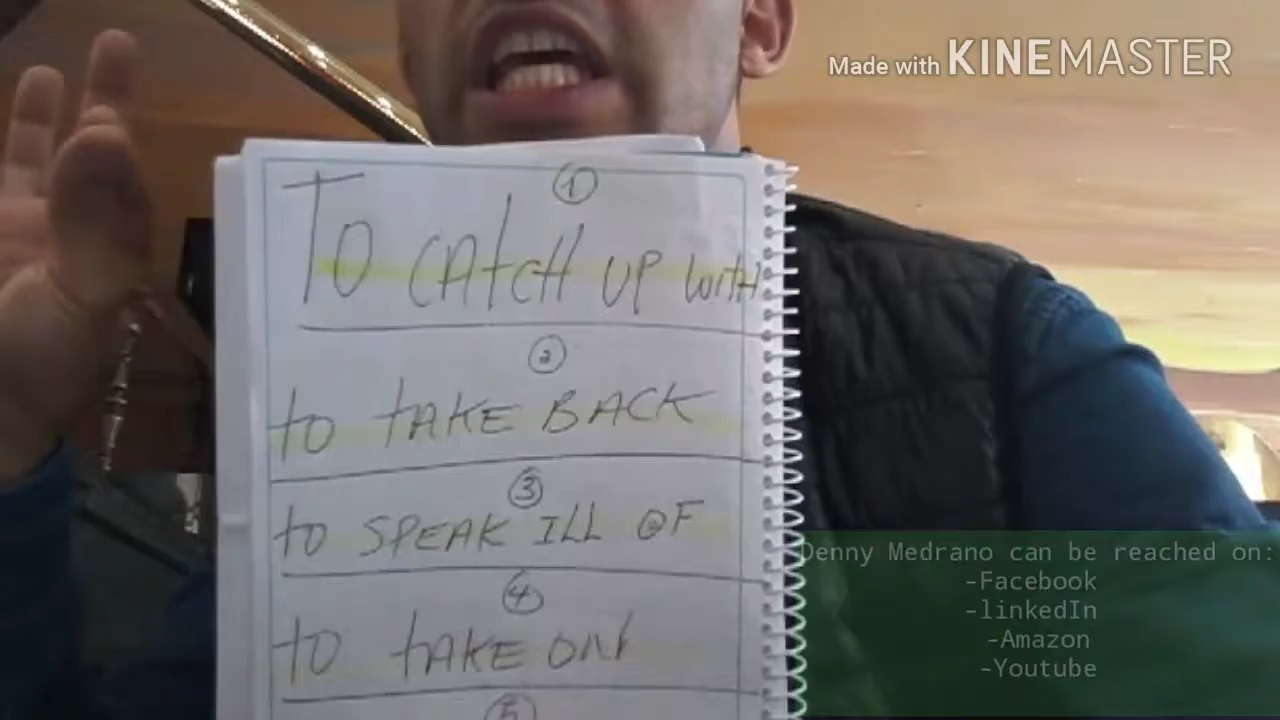 Made with KINEMASTER
①
To CAtCH UP WitH
②
to tAKE BACK
③
to SPEAK ILL OF
④
to tAKE
⑤
Denny Medrano can be reached on:
-Facebook
-linkedIn
-Amazon
-Youtube